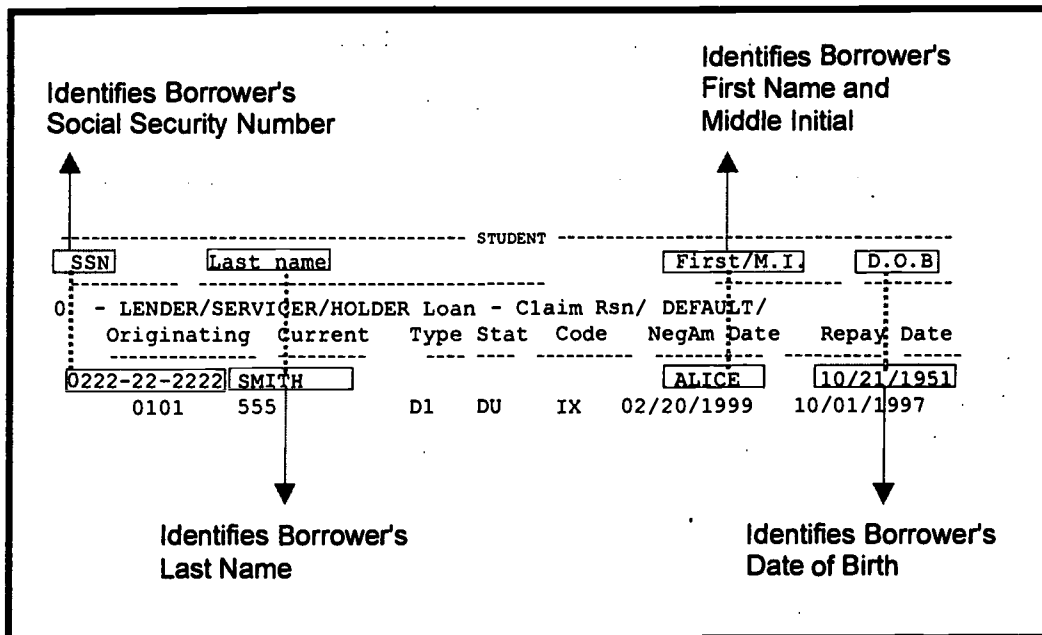 Identifies Borrower's
Social Security Number
Identifies Borrower's
First Name and
Middle Initial
STUDENT
SSN Last name First/M.I. D.O.B
0 - LENDER/SERVICER/HOLDER Loan - Claim Rsn/ DEFAULT/
Originating Current Type Stat Code NegAm Date Repay Date
0222-22-2222 SMITH ALICE 10/21/1951
0101 555 D1 DU IX 02/20/1999 10/01/1997
Identifies Borrower's
Last Name
Identifies Borrower's
Date of Birth